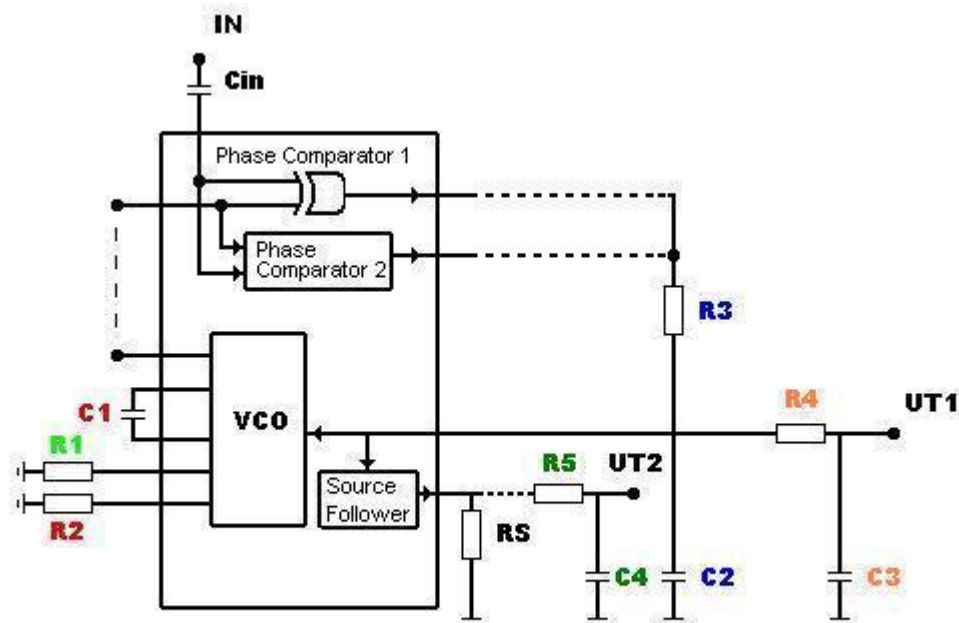 IN
Cin
Phase Comparator 1
Phase
Comparator 2
R3
C1
VCO
R4
UT1
R1
R5
UT2
R2
Source
Follower
RS
C4
C2
C3